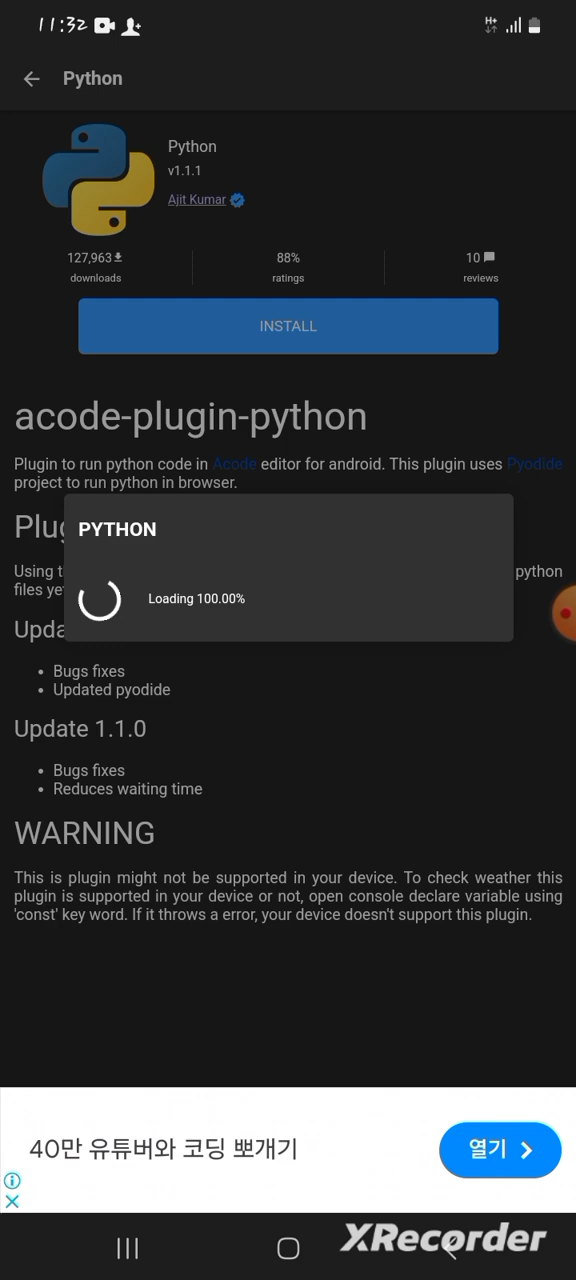 11:32
H+
Python
Python
v1.1.1
Ajit Kumar
127,963
88%
10
downloads
ratings
reviews
INSTALL
acode-plugin-python
Plugin to run python code in Acode editor for android. This plugin uses Pyodide
project to run python in browser.
Plug
PYTHON
Using t python
files ye
Loading 100.00%
Upda
• Bugs fixes
• Updated pyodide
Update 1.1.0
• Bugs fixes
• Reduces waiting time
WARNING
This is plugin might not be supported in your device. To check weather this
plugin is supported in your device or not, open console declare variable using
'const' key word. If it throws a error, your device doesn't support this plugin.
40만 유튜버와 코딩 뽀개기
열기
XRecorder